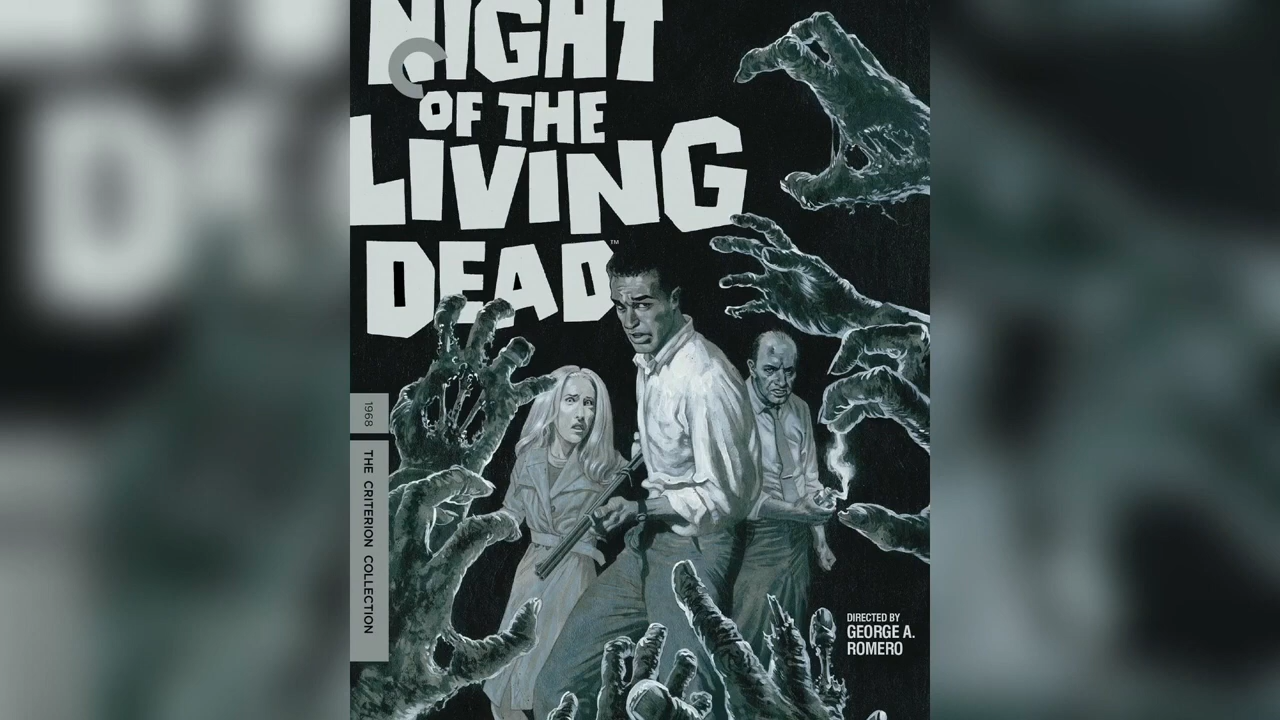 NIGHT
OF THE
LIVING
DEAD™
1968
THE CRITERION COLLECTION
DIRECTED BY
GEORGE A.
ROMERO